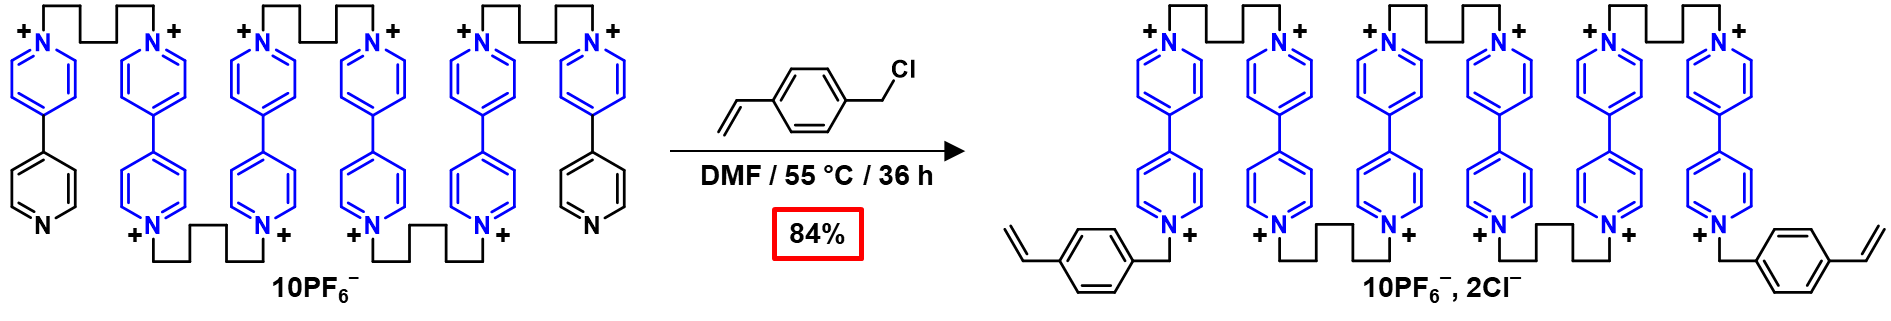 +N N+ +N N+ +N N+
N +N N+ +N N+ N
10PF₆⁻
Cl
DMF / 55 °C / 36 h
84%
+N N+ +N N+ +N N+
N+ +N N+ +N N+ +N
10PF₆⁻, 2Cl⁻